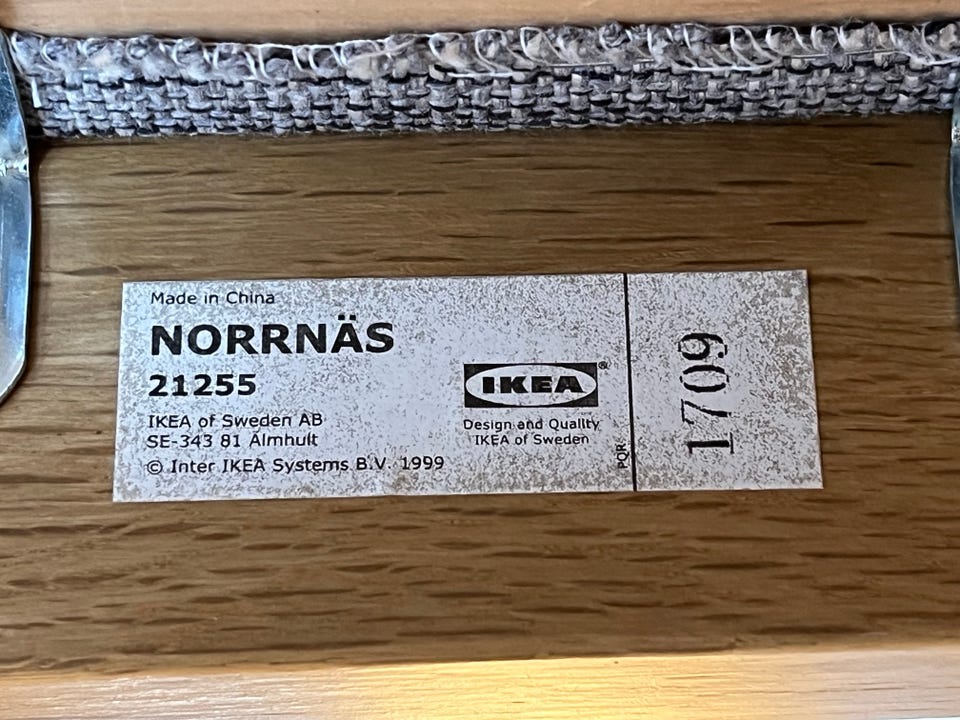 Made in China
NORRNÄS
21255
IKEA of Sweden AB
SE-343 81 Älmhult
© Inter IKEA Systems B.V. 1999
IKEA®
Design and Quality
IKEA of Sweden
PQR
1709